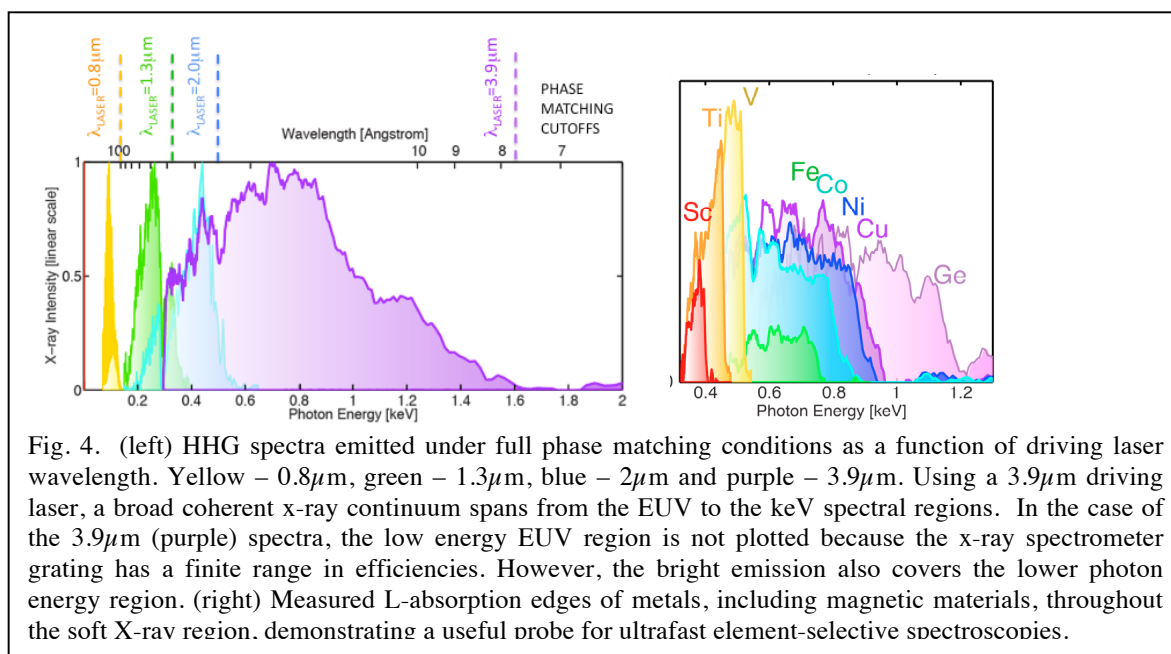 λLASER=0.8μm
λLASER=1.3μm
λLASER=2.0μm
λLASER=3.9μm
PHASE
MATCHING
CUTOFFS
Wavelength [Angstrom]
100 10 9 8 7
X-ray Intensity [linear scale]
1
0.5
0
0.2 0.4 0.6 0.8 1 1.2 1.4 1.6 1.8 2
Photon Energy [keV]
V
Ti
Fe
Co
Sc
Ni
Cu
Ge
)
0.4 0.6 0.8 1 1.2
Photon Energy [keV]
Fig. 4. (left) HHG spectra emitted under full phase matching conditions as a function of driving laser
wavelength. Yellow – 0.8μm, green – 1.3μm, blue – 2μm and purple – 3.9μm. Using a 3.9μm driving
laser, a broad coherent x-ray continuum spans from the EUV to the keV spectral regions. In the case of
the 3.9μm (purple) spectra, the low energy EUV region is not plotted because the x-ray spectrometer
grating has a finite range in efficiencies. However, the bright emission also covers the lower photon
energy region. (right) Measured L-absorption edges of metals, including magnetic materials, throughout
the soft X-ray region, demonstrating a useful probe for ultrafast element-selective spectroscopies.